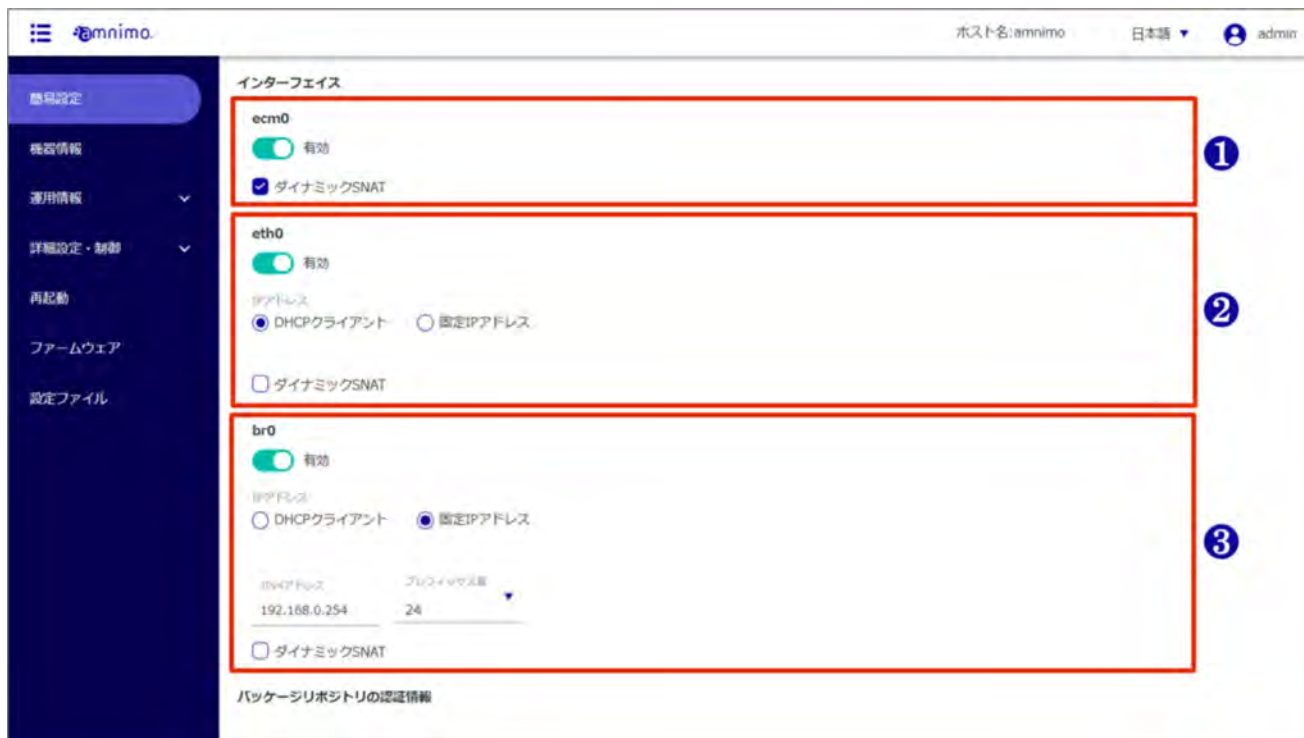 amnimo
ホスト名:amnimo 日本語 ▼ admin
簡易設定
機器情報
運用情報
詳細設定・制御
再起動
ファームウェア
設定ファイル
インターフェイス
ecm0
有効
ダイナミックSNAT
❶
eth0
有効
IPアドレス
DHCPクライアント 固定IPアドレス
ダイナミックSNAT
❷
br0
有効
IPアドレス
DHCPクライアント 固定IPアドレス
IPv4アドレス プレフィックス長
192.168.0.254 24 ▼
ダイナミックSNAT
❸
パッケージリポジトリの認証情報